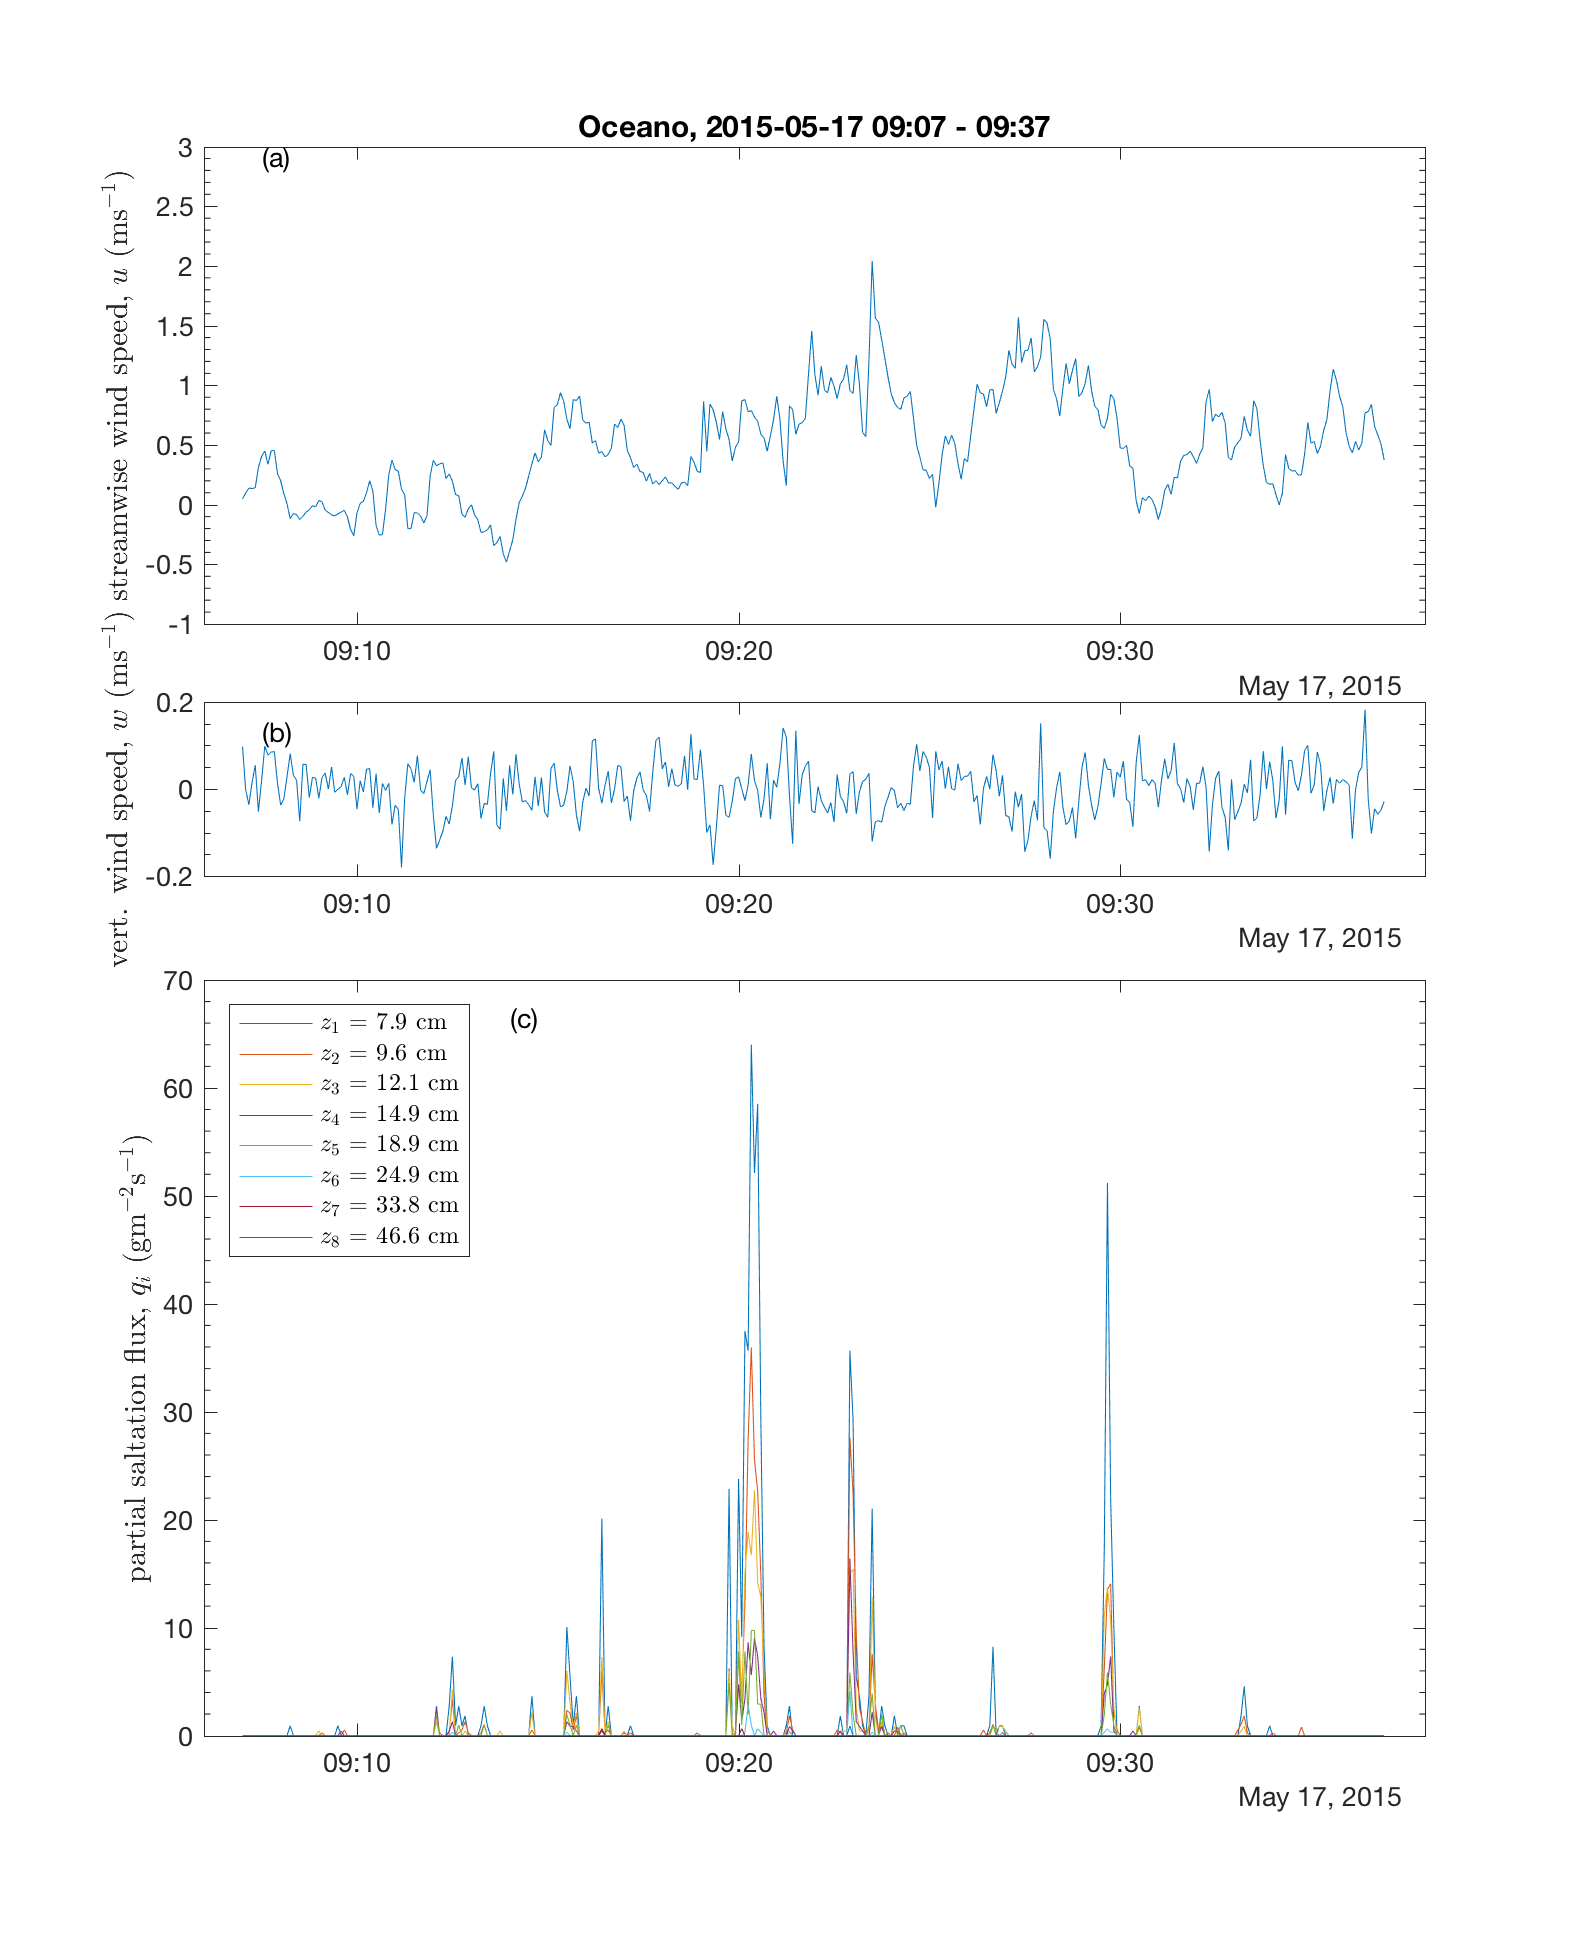 Oceano, 2015-05-17 09:07 - 09:37
(a)
streamwise wind speed, u (ms−1)
3
2.5
2
1.5
1
0.5
0
-0.5
-1
09:10 09:20 09:30
May 17, 2015
(b)
vert. wind speed, w (ms−1)
0.2
0
-0.2
09:10 09:20 09:30
May 17, 2015
(c)
partial saltation flux, qi (gm−2s−1)
70
60
50
40
30
20
10
0
z1 = 7.9 cm
z2 = 9.6 cm
z3 = 12.1 cm
z4 = 14.9 cm
z5 = 18.9 cm
z6 = 24.9 cm
z7 = 33.8 cm
z8 = 46.6 cm
09:10 09:20 09:30
May 17, 2015